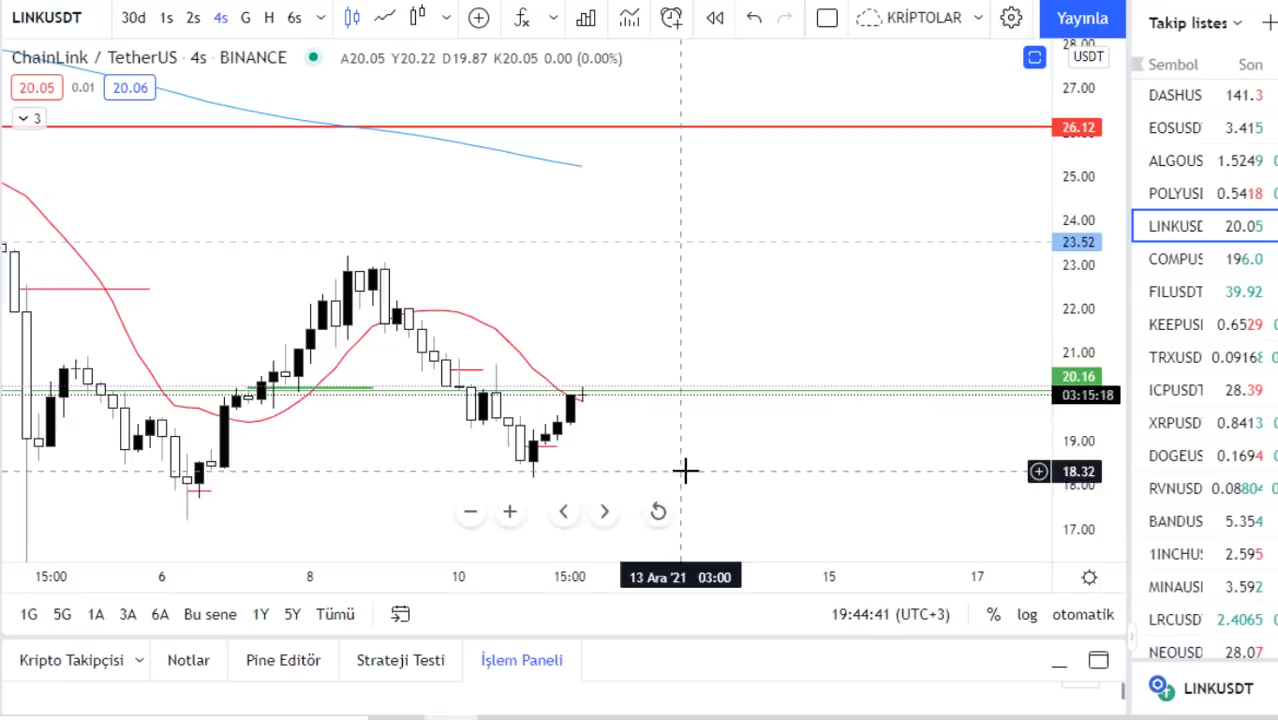 LINKUSDT 30d 1s 2s 4s G H 6s KRİPTOLAR Yayınla Takip listes
ChainLink / TetherUS · 4s · BINANCE A20.05 Y20.22 D19.87 K20.05 0.00 (0.00%)
20.05 0.01 20.06
3
28.00
USDT
27.00
26.12
25.00
24.00
23.52
23.00
22.00
21.00
20.16
03:15:18
19.00
18.32
18.00
17.00
15:00 6 8 10 15:00 13 Ara '21 03:00 15 17
1G 5G 1A 3A 6A Bu sene 1Y 5Y Tümü 19:44:41 (UTC+3) % log otomatik
Kripto Takipçisi Notlar Pine Editör Strateji Testi İşlem Paneli
Sembol Son
DASHUS 141.3
EOSUSD 3.415
ALGOUS 1.5249
POLYUSI 0.5418
LINKUSD 20.05
COMPUS 196.0
FILUSDT 39.92
KEEPUSI 0.6529
TRXUSD 0.09168
ICPUSDT 28.39
XRPUSD 0.8413
DOGEUS 0.1694
RVNUSD 0.08804
BANDUS 5.354
1INCHUS 2.595
MINAUSI 3.592
LRCUSD 2.4065
NEOUSD 28.07
LINKUSDT